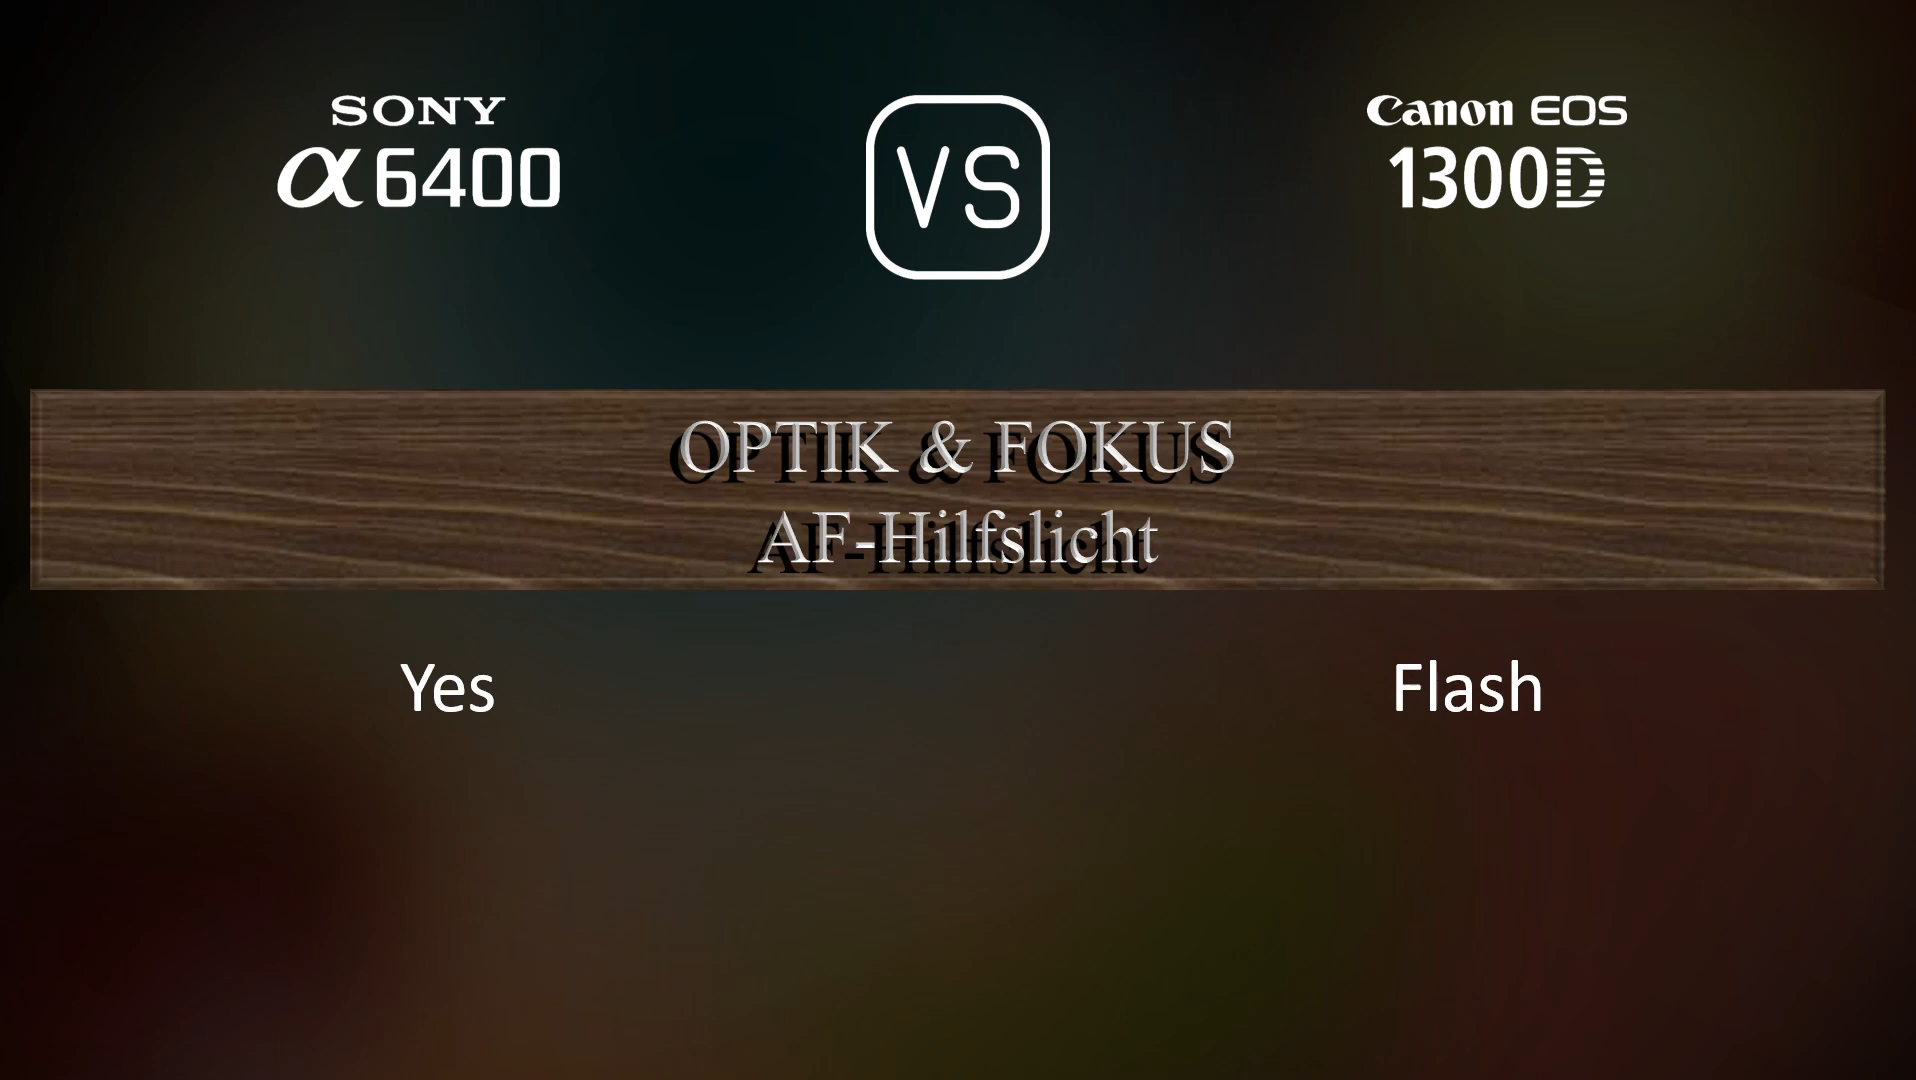 SONY
α6400
VS
Canon EOS
1300D
OPTIK & FOKUS
AF-Hilfslicht
Yes
Flash